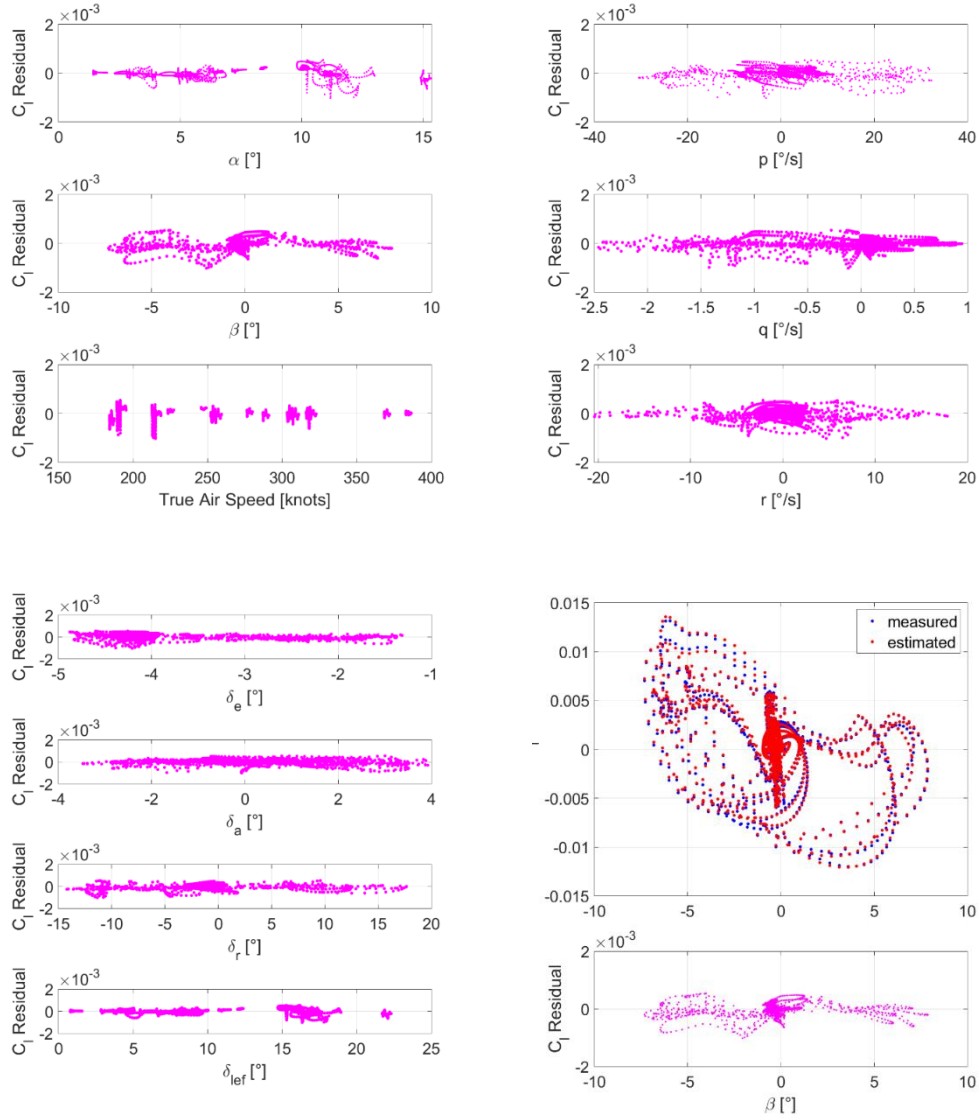 ×10⁻³
2
0
-2
C_l Residual
0 5 10 15
α [°]
×10⁻³
2
0
-2
C_l Residual
-40 -20 0 20 40
p [°/s]
×10⁻³
2
0
-2
C_l Residual
-10 -5 0 5 10
β [°]
×10⁻³
2
0
-2
C_l Residual
-2.5 -2 -1.5 -1 -0.5 0 0.5 1
q [°/s]
×10⁻³
2
0
-2
C_l Residual
150 200 250 300 350 400
True Air Speed [knots]
×10⁻³
2
0
-2
C_l Residual
-20 -10 0 10 20
r [°/s]
×10⁻³
2
0
-2
C_l Residual
-5 -4 -3 -2 -1
δ_e [°]
×10⁻³
2
0
-2
C_l Residual
-4 -2 0 2 4
δ_a [°]
×10⁻³
2
0
-2
C_l Residual
-15 -10 -5 0 5 10 15 20
δ_r [°]
×10⁻³
2
0
-2
C_l Residual
0 5 10 15 20 25
δ_lef [°]
0.015
0.01
0.005
0
-0.005
-0.01
-0.015
measured
estimated
-10 -5 0 5 10
×10⁻³
2
0
-2
C_l Residual
-10 -5 0 5 10
β [°]